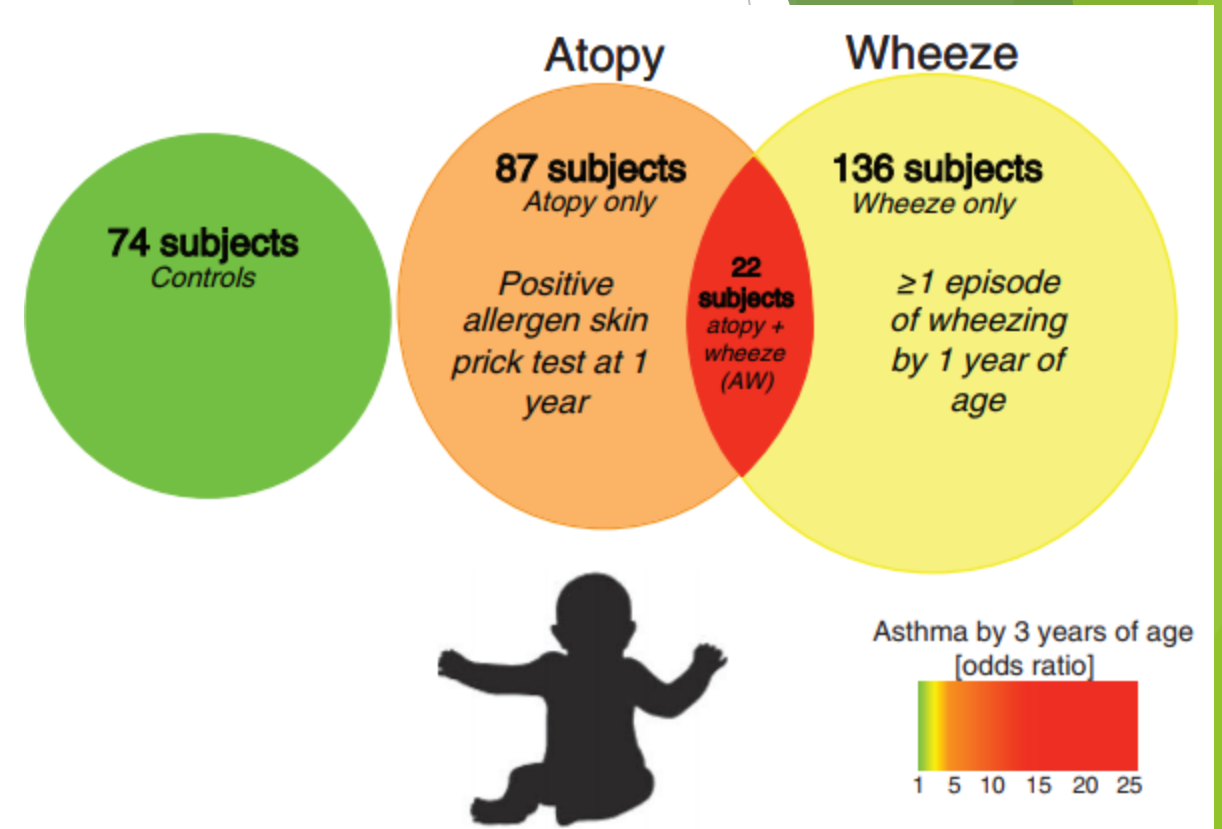 Atopy
Wheeze
74 subjects
Controls
87 subjects
Atopy only
Positive
allergen skin
prick test at 1
year
22
subjects
atopy +
wheeze
(AW)
136 subjects
Wheeze only
≥1 episode
of wheezing
by 1 year of
age
Asthma by 3 years of age
[odds ratio]
1 5 10 15 20 25